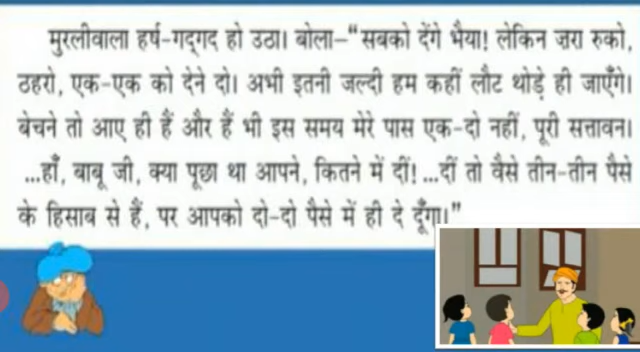 मुरलीवाला हर्ष-गद्‌गद हो उठा। बोला–“सबको देंगे भैया! लेकिन ज़रा रुको,
ठहरो, एक-एक को देने दो। अभी इतनी जल्दी हम कहीं लौट थोड़े ही जाएँगे।
बेचने तो आए ही हैं और हैं भी इस समय मेरे पास एक-दो नहीं, पूरी सत्तावन।
...हाँ, बाबू जी, क्या पूछा था आपने, कितने में दीं! ...दीं तो वैसे तीन-तीन पैसे
के हिसाब से हैं, पर आपको दो-दो पैसे में ही दे दूँगा।”